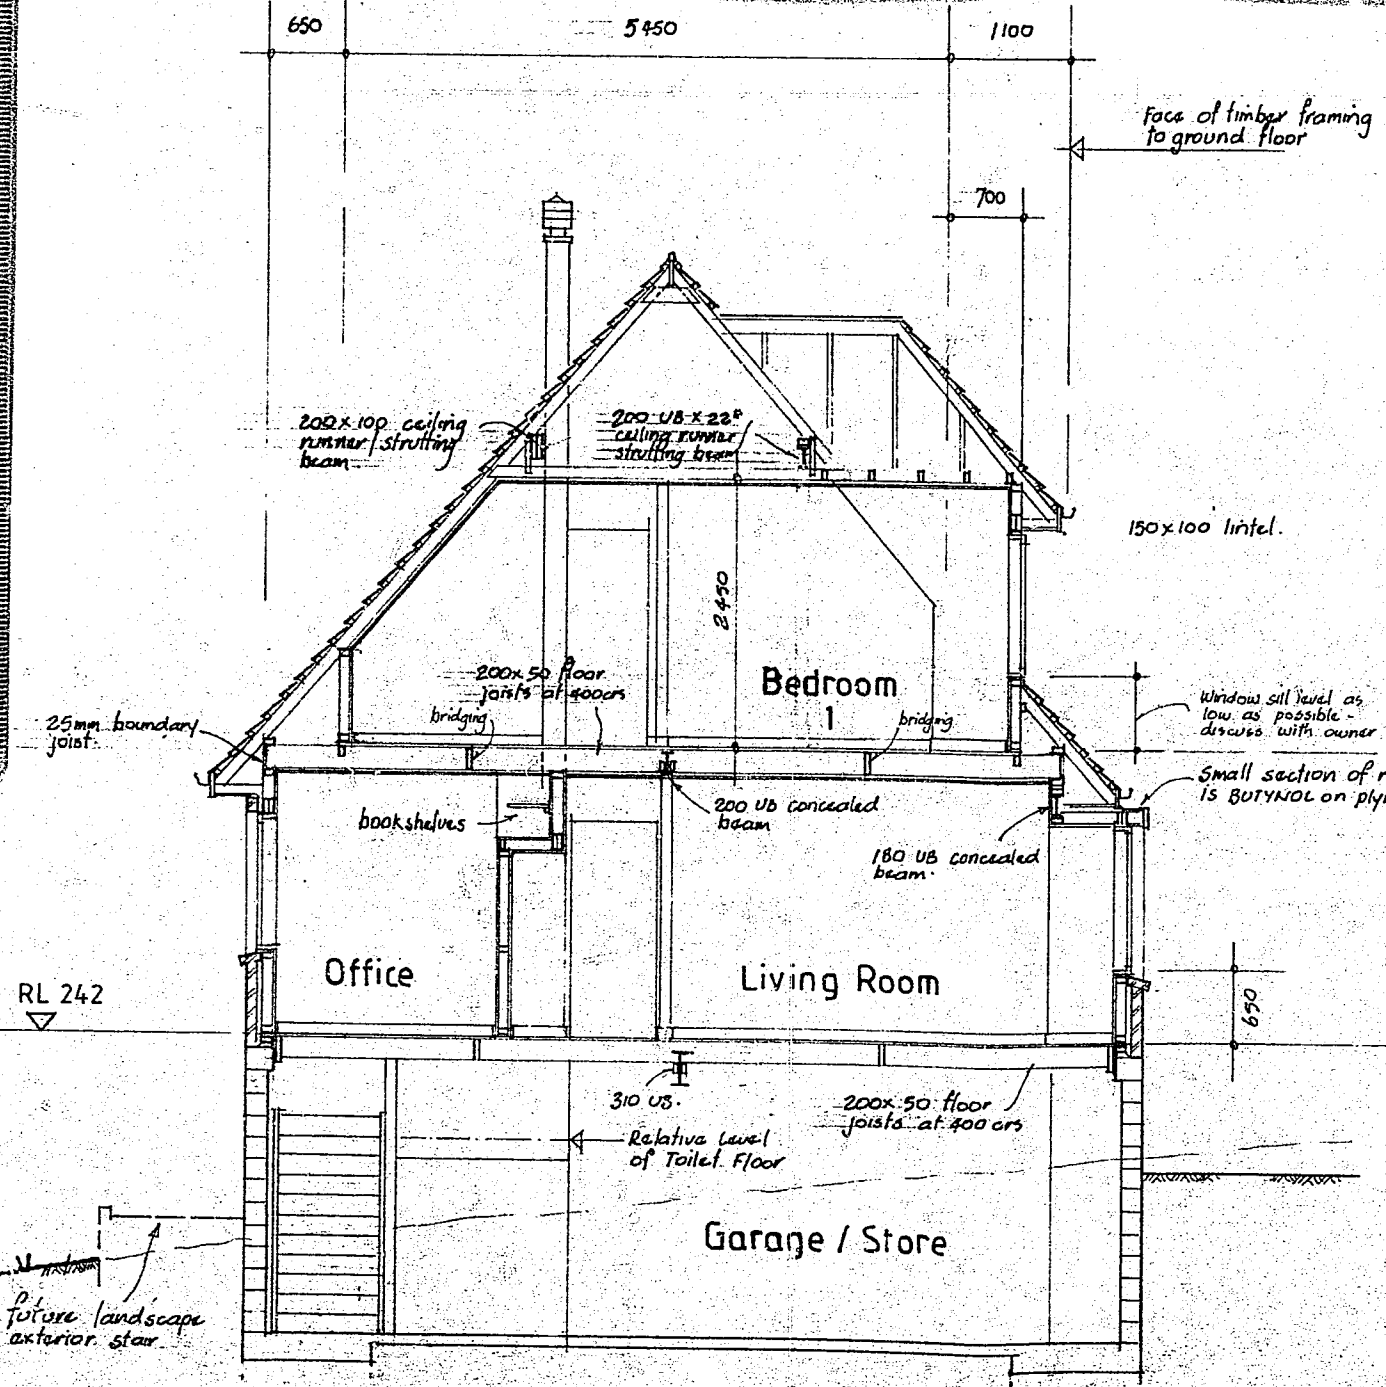 650
5450
1100
Face of timber framing
to ground floor
700
200x100 ceiling
runner/strutting
beam.
200 UB x 22#
ceiling runner
strutting beam
150x100 lintel.
2450
200x50 floor
joists at 400crs
Bedroom
1
bridging
bridging
25mm boundary
joist.
Window sill level as
low as possible -
discuss with owner
Small section of r
is BUTYNOL on ply
bookshelves
200 UB concealed
beam
180 UB concealed
beam.
Office
Living Room
RL 242
650
310 UB.
200x50 floor
joists at 400 crs
Relative Level
of Toilet Floor
Garage / Store
future landscape
exterior stair